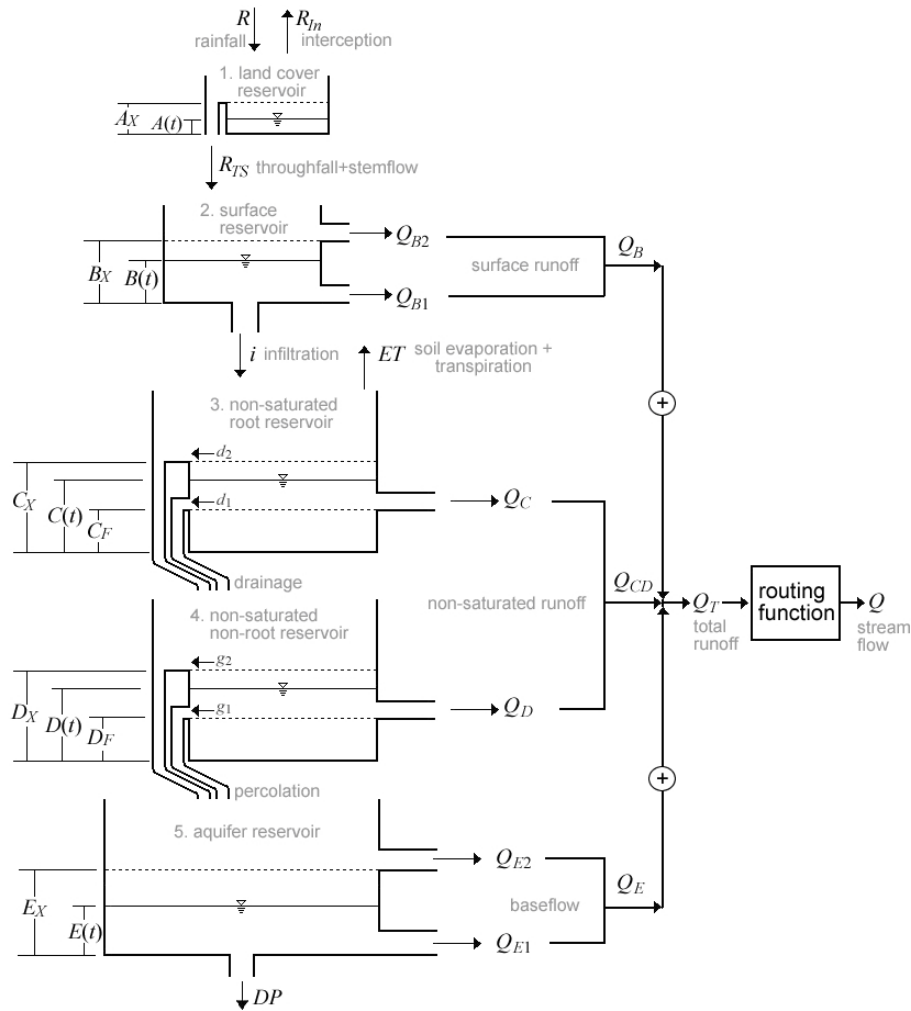 R
R_In
rainfall
interception
1. land cover
reservoir
A_X
A(t)
R_TS
throughfall+stemflow
2. surface
reservoir
Q_B2
Q_B
surface runoff
B_X
B(t)
Q_B1
i
infiltration
ET
soil evaporation +
transpiration
+
3. non-saturated
root reservoir
d_2
C_X
C(t)
C_F
d_1
Q_C
drainage
non-saturated runoff
Q_CD
Q_T
total
runoff
routing
function
Q
stream
flow
4. non-saturated
non-root reservoir
g_2
D_X
D(t)
D_F
g_1
Q_D
percolation
+
5. aquifer reservoir
Q_E2
Q_E
baseflow
E_X
E(t)
Q_E1
DP